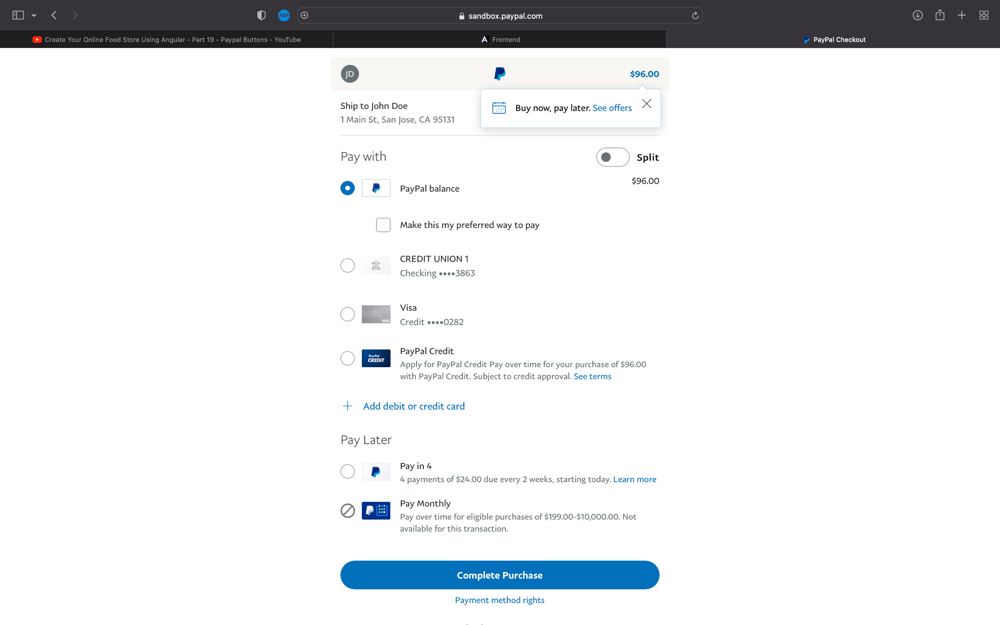 ABP
sandbox.paypal.com
Create Your Online Food Store Using Angular - Part 19 - Paypal Buttons - YouTube
Frontend
PayPal Checkout
JD
$96.00
Buy now, pay later. See offers
Ship to John Doe
1 Main St, San Jose, CA 95131
Pay with
Split
PayPal balance
$96.00
Make this my preferred way to pay
CREDIT UNION 1
Checking ••••3863
VISA
Visa
Credit ••••0282
PayPal
CREDIT
PayPal Credit
Apply for PayPal Credit Pay over time for your purchase of $96.00
with PayPal Credit. Subject to credit approval. See terms
Add debit or credit card
Pay Later
Pay in 4
4 payments of $24.00 due every 2 weeks, starting today. Learn more
Pay Monthly
Pay over time for eligible purchases of $199.00-$10,000.00. Not
available for this transaction.
Complete Purchase
Payment method rights